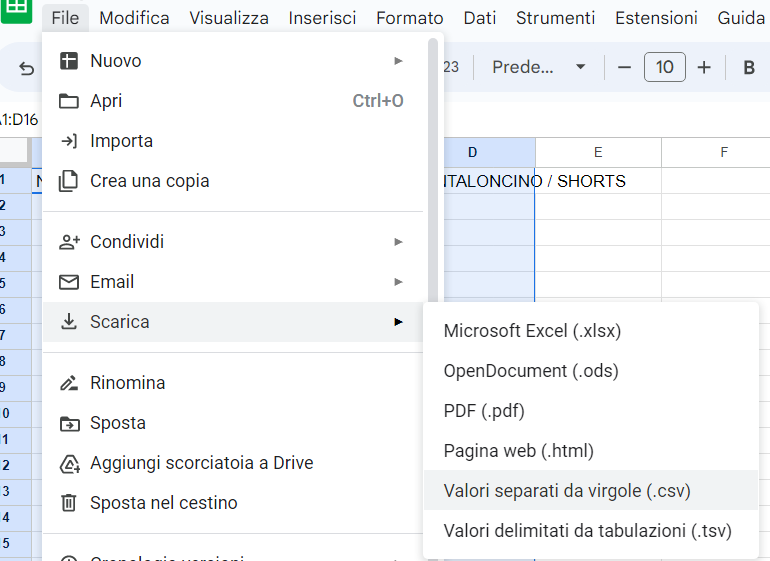 File Modifica Visualizza Inserisci Formato Dati Strumenti Estensioni Guida
Nuovo
Apri Ctrl+O
Importa
Crea una copia
Condividi
Email
Scarica
Rinomina
Sposta
Aggiungi scorciatoia a Drive
Sposta nel cestino
23 Prede... 10 B
A1:D16
D E F
1 N NTALONCINO / SHORTS
2
3
4
5
6
7
8
9
10
11
12
13
14
15
Microsoft Excel (.xlsx)
OpenDocument (.ods)
PDF (.pdf)
Pagina web (.html)
Valori separati da virgole (.csv)
Valori delimitati da tabulazioni (.tsv)